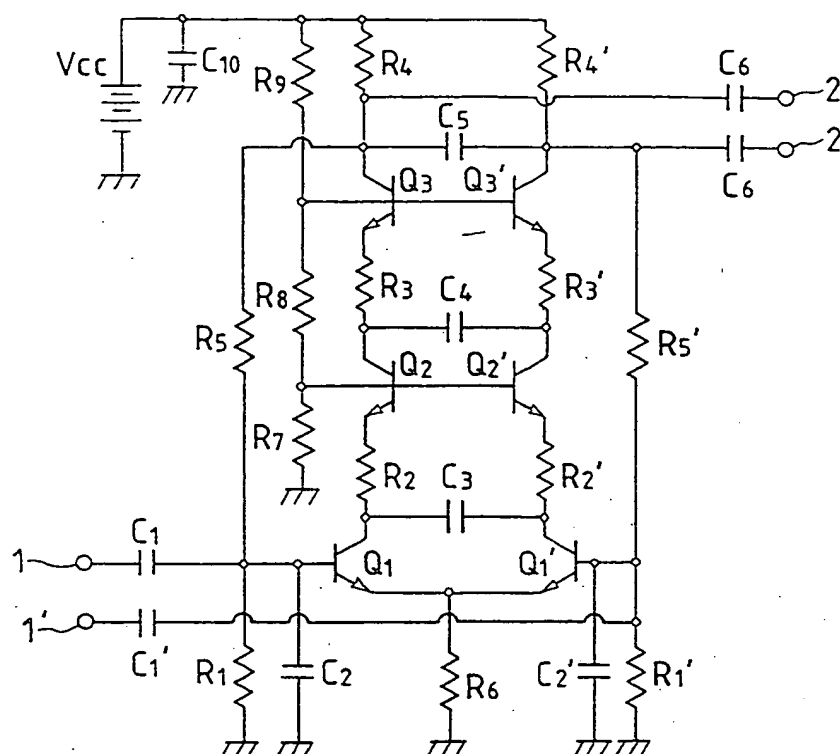 VCC
C10
R9
R4
R4'
C6
2
C5
2
C6
Q3
Q3'
R3
C4
R3'
R8
R5
R5'
Q2
Q2'
R7
R2
C3
R2'
C1
1
Q1
Q1'
1'
C1'
R1
C2
R6
C2'
R1'